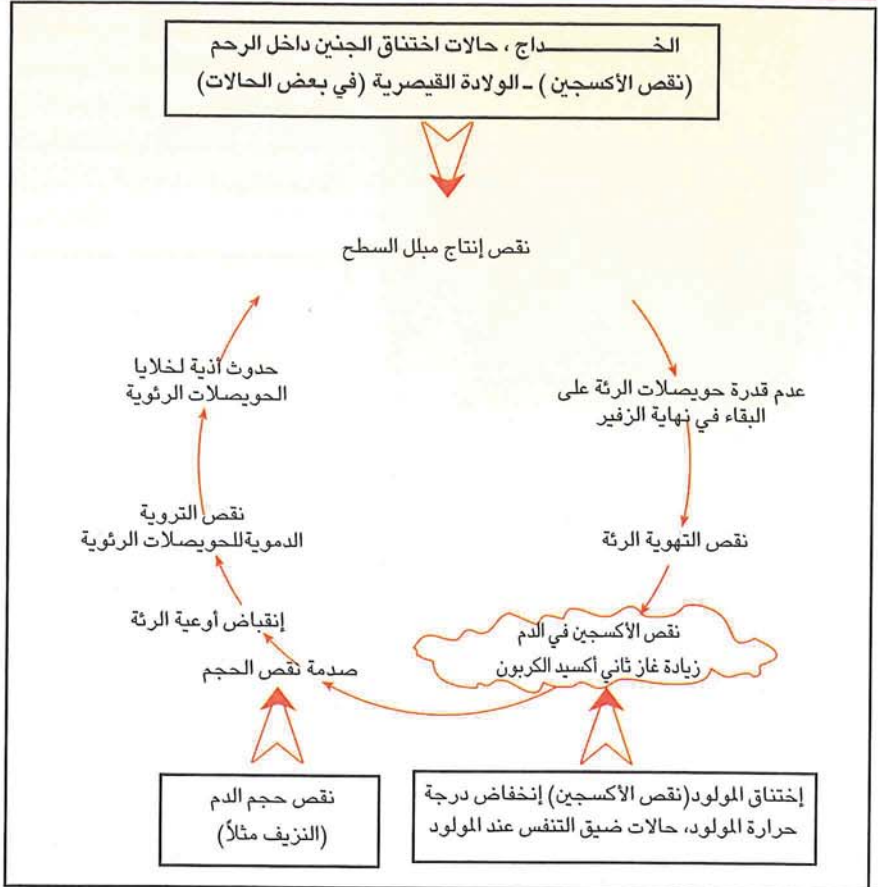 الخــــــداج ، حالات اختناق الجنين داخل الرحم
(نقص الأكسجين ) – الولادة القيصرية (في بعض الحالات)
نقص إنتاج مبلل السطح
عدم قدرة حويصلات الرئة على
البقاء في نهاية الزفير
نقص التهوية الرئة
نقص الأكسجين في الدم
زيادة غاز ثاني أكسيد الكربون
إختناق المولود(نقص الأكسجين) إنخفاض درجة
حرارة المولود، حالات ضيق التنفس عند المولود
صدمة نقص الحجم
نقص حجم الدم
(النزيف مثلاً)
إنقباض أوعية الرئة
نقص التروية
الدموية للحويصلات الرئوية
حدوث أذية لخلايا
الحويصلات الرئوية